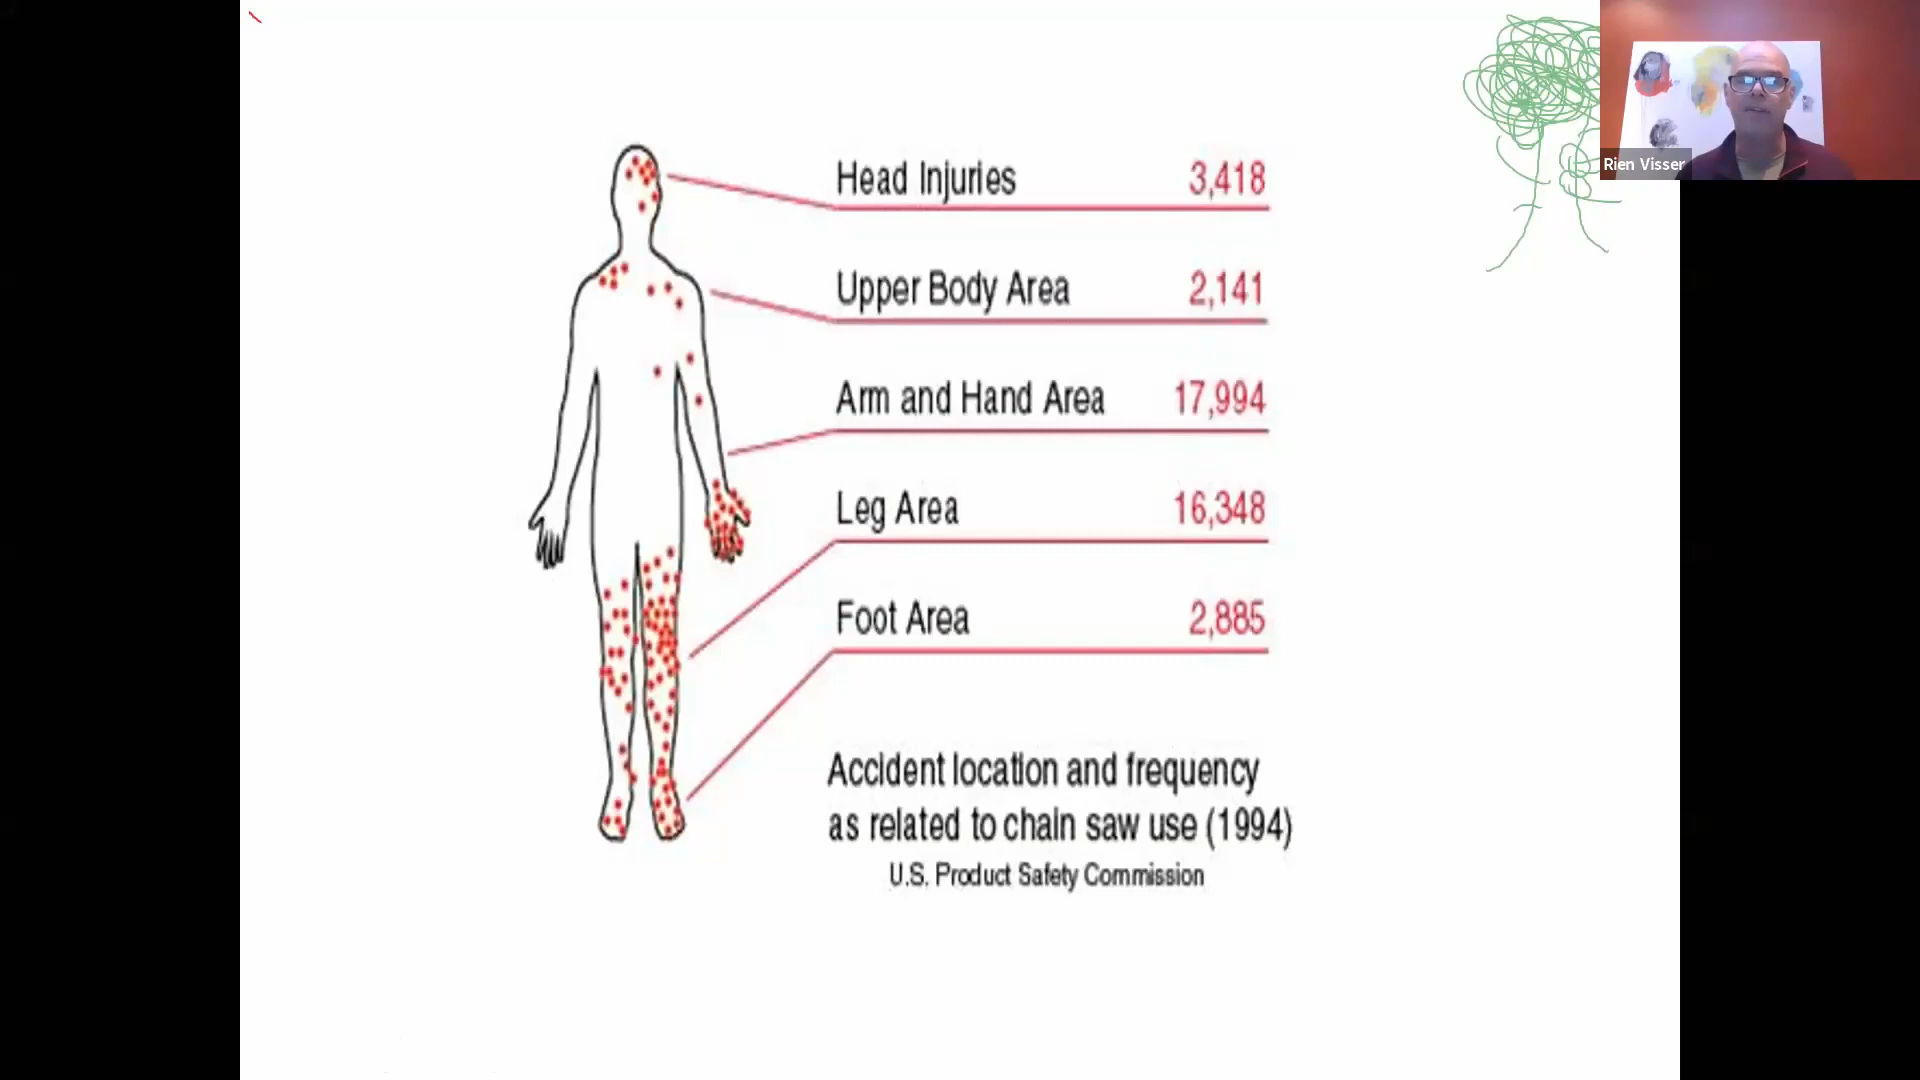 Rien Visser
Head Injuries 3,418
Upper Body Area 2,141
Arm and Hand Area 17,994
Leg Area 16,348
Foot Area 2,885
Accident location and frequency
as related to chain saw use (1994)
U.S. Product Safety Commission